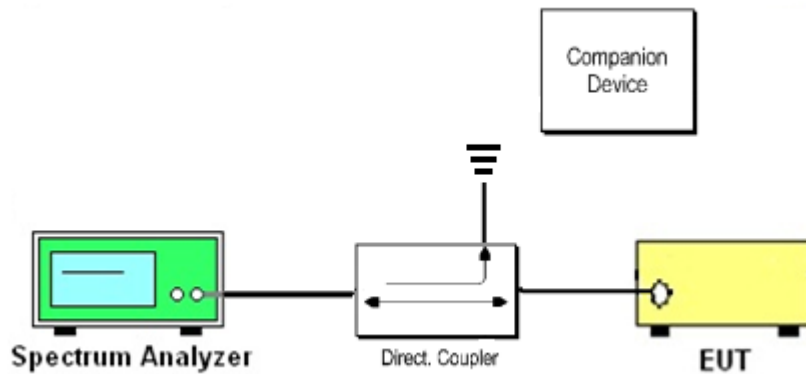 Companion
Device
Spectrum Analyzer
Direct. Coupler
EUT